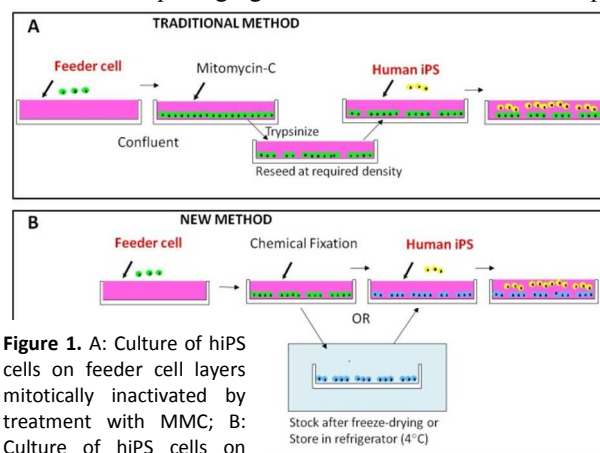 TRADITIONAL METHOD
A
Feeder cell
Mitomycin-C
Human iPS
Confluent
Trypsinize
Reseed at required density
B
NEW METHOD
Feeder cell
Chemical Fixation
Human iPS
OR
Stock after freeze-drying or
Store in refrigerator (4°C)
Figure 1. A: Culture of hiPS
cells on feeder cell layers
mitotically inactivated by
treatment with MMC; B:
Culture of hiPS cells on